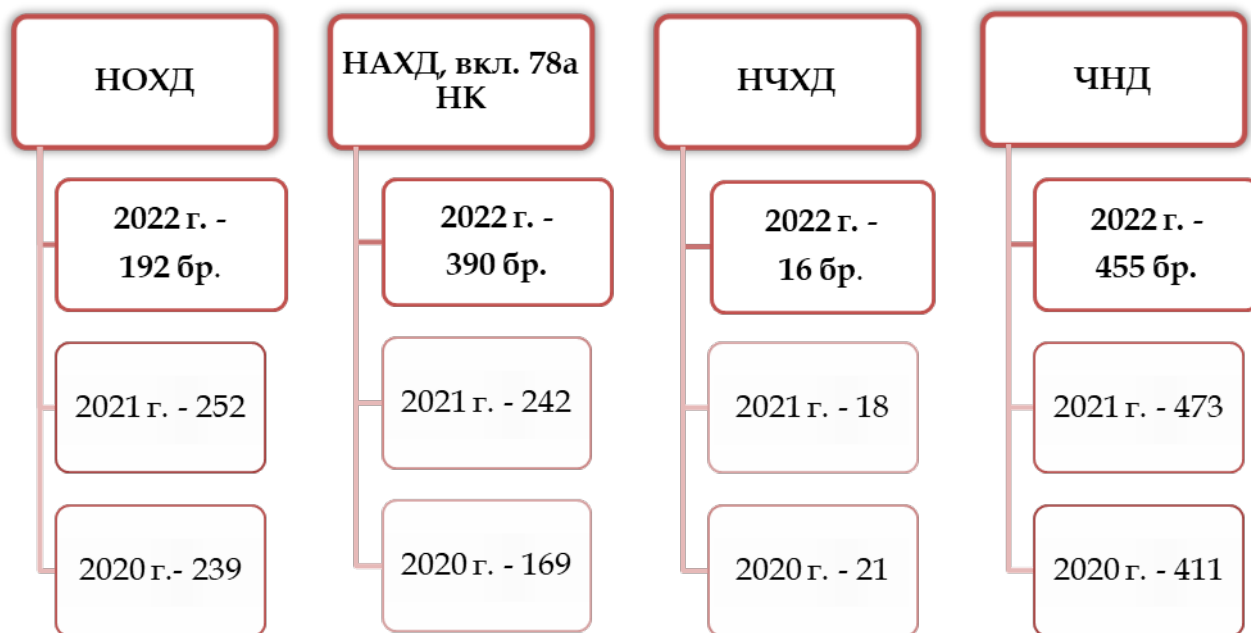 НОХД
2022 г. -
192 бр.
2021 г. - 252
2020 г.- 239
НАХД, вкл. 78а
НК
2022 г. -
390 бр.
2021 г. - 242
2020 г. - 169
НЧХД
2022 г. -
16 бр.
2021 г. - 18
2020 г. - 21
ЧНД
2022 г. -
455 бр.
2021 г. - 473
2020 г. - 411